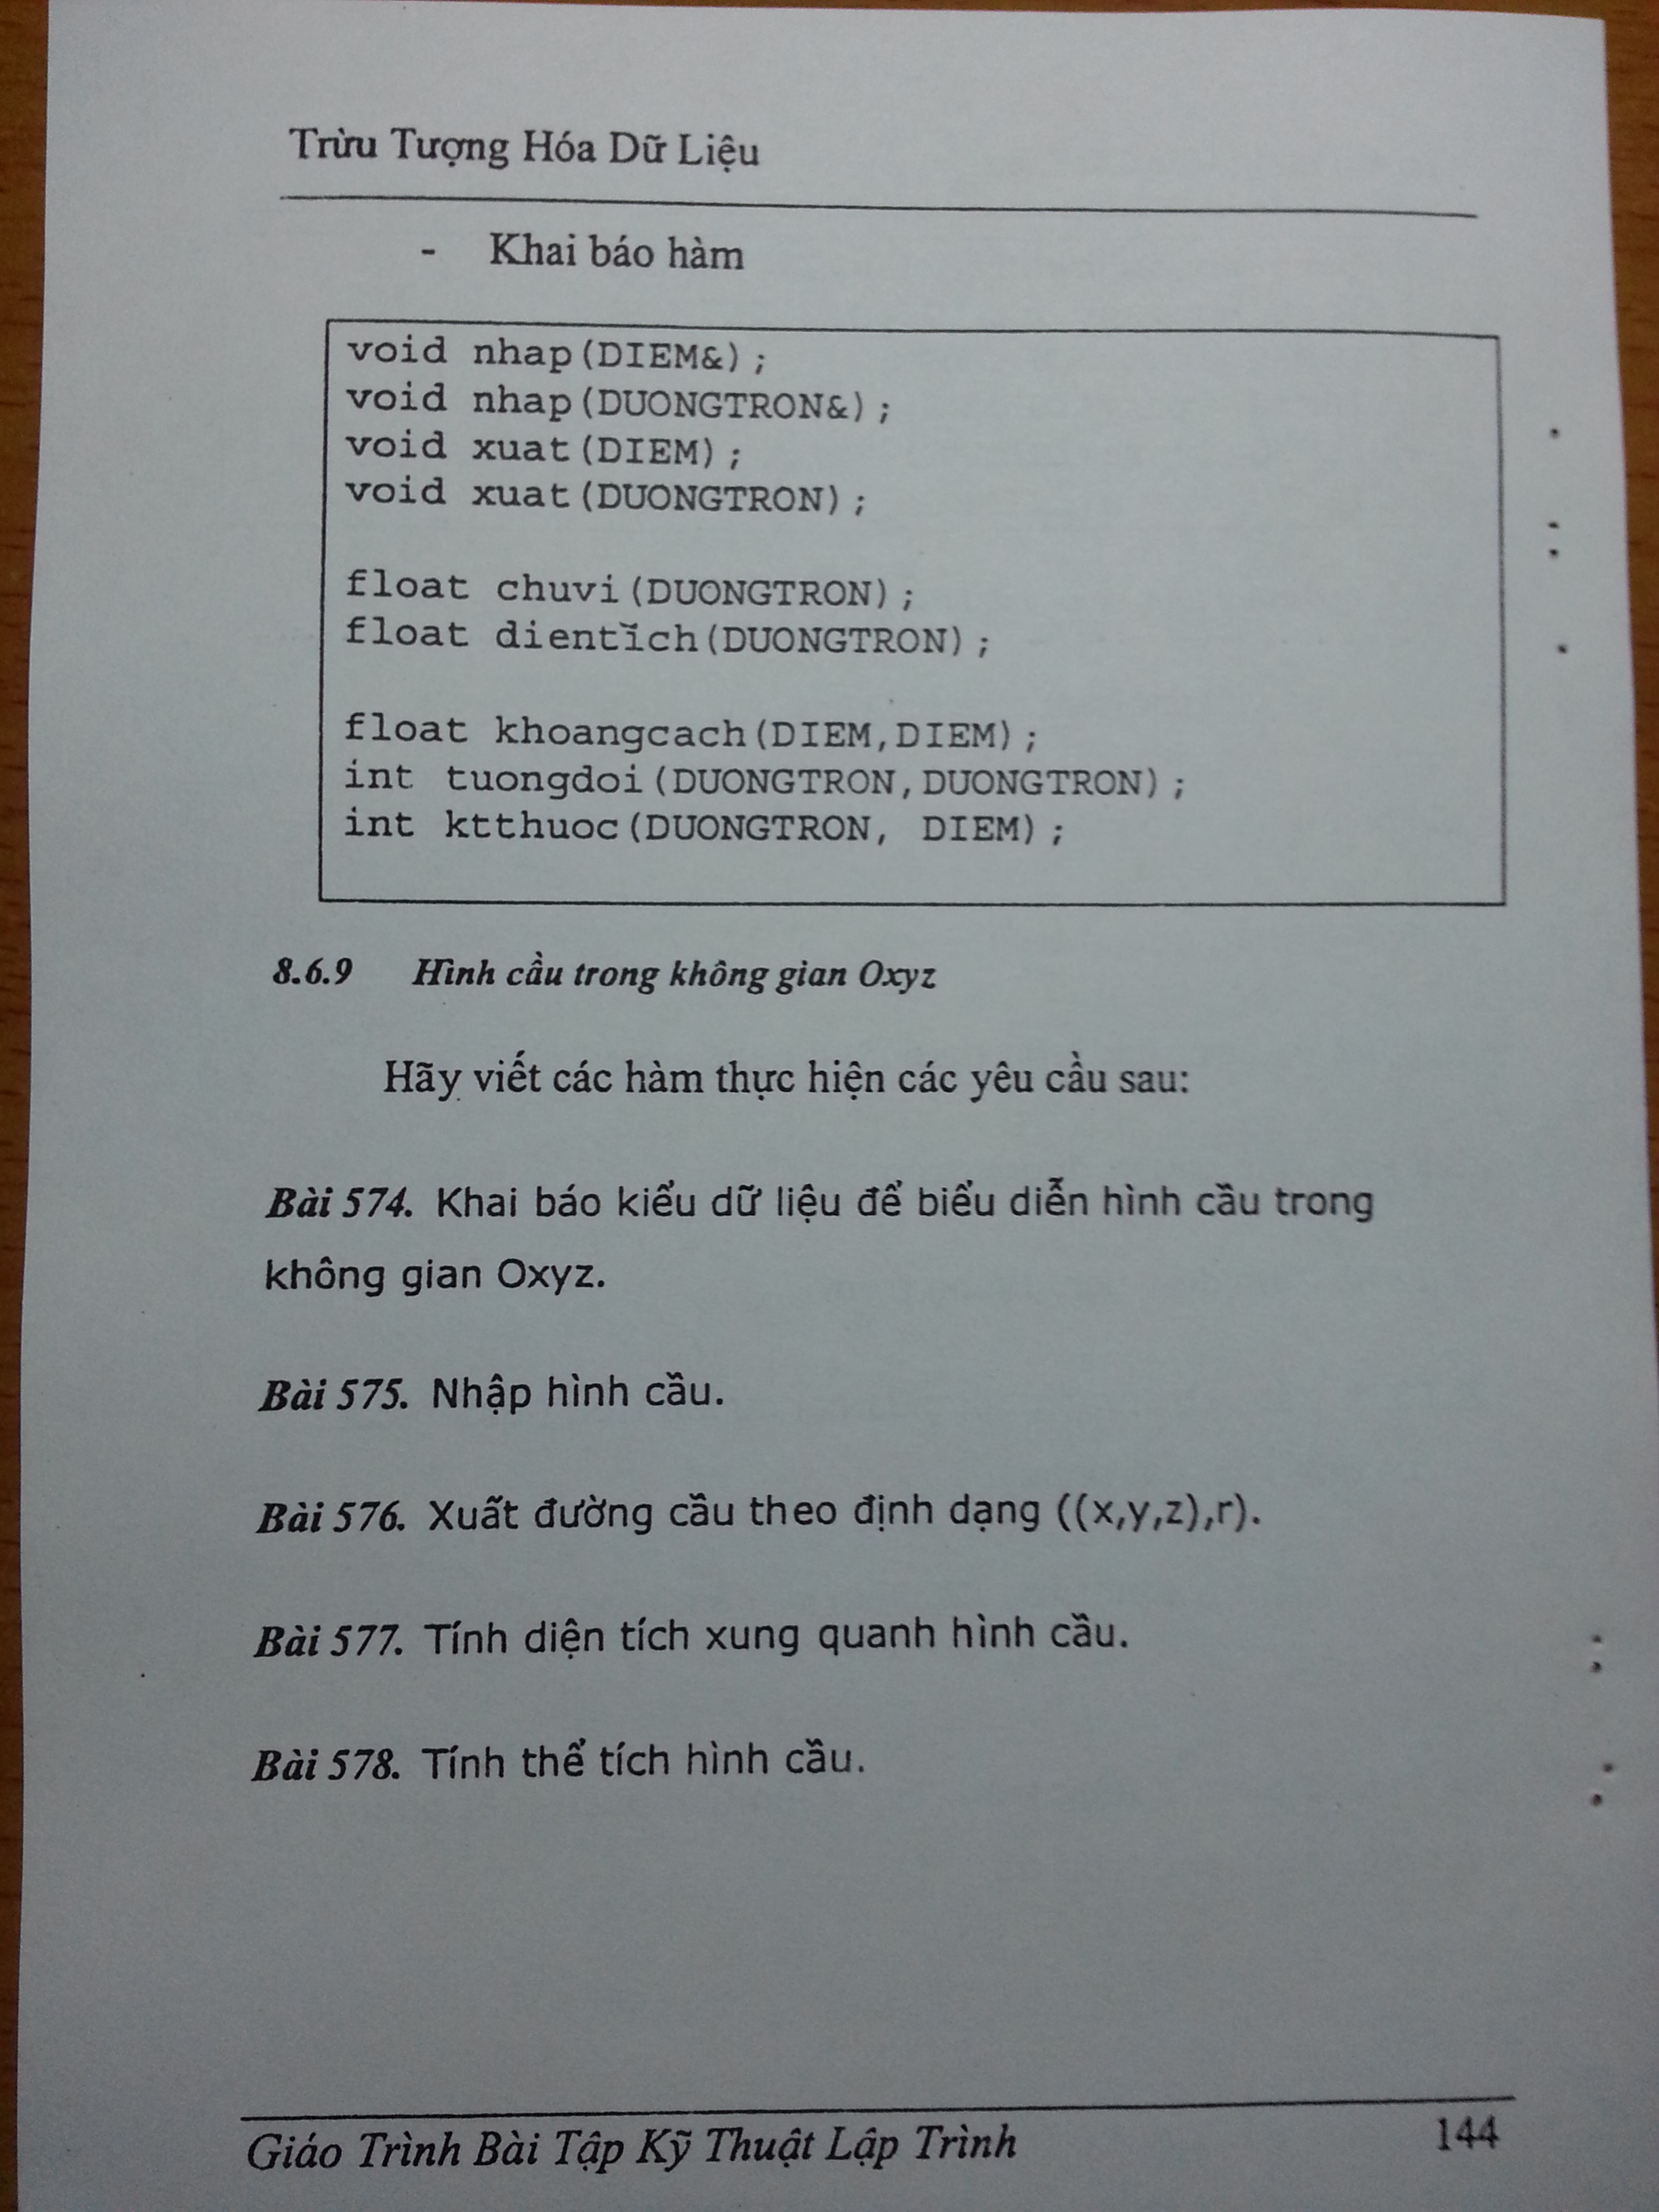 Trừu Tượng Hóa Dữ Liệu
- Khai báo hàm
void nhap(DIEM&);
void nhap(DUONGTRON&);
void xuat(DIEM);
void xuat(DUONGTRON);
float chuvi(DUONGTRON);
float dientich(DUONGTRON);
float khoangcach(DIEM,DIEM);
int tuongdoi(DUONGTRON,DUONGTRON);
int ktthuoc(DUONGTRON, DIEM);
8.6.9 Hình cầu trong không gian Oxyz
Hãy viết các hàm thực hiện các yêu cầu sau:
Bài 574. Khai báo kiểu dữ liệu để biểu diễn hình cầu trong
không gian Oxyz.
Bài 575. Nhập hình cầu.
Bài 576. Xuất đường cầu theo định dạng ((x,y,z),r).
Bài 577. Tính diện tích xung quanh hình cầu.
Bài 578. Tính thể tích hình cầu.
Giáo Trình Bài Tập Kỹ Thuật Lập Trình 144